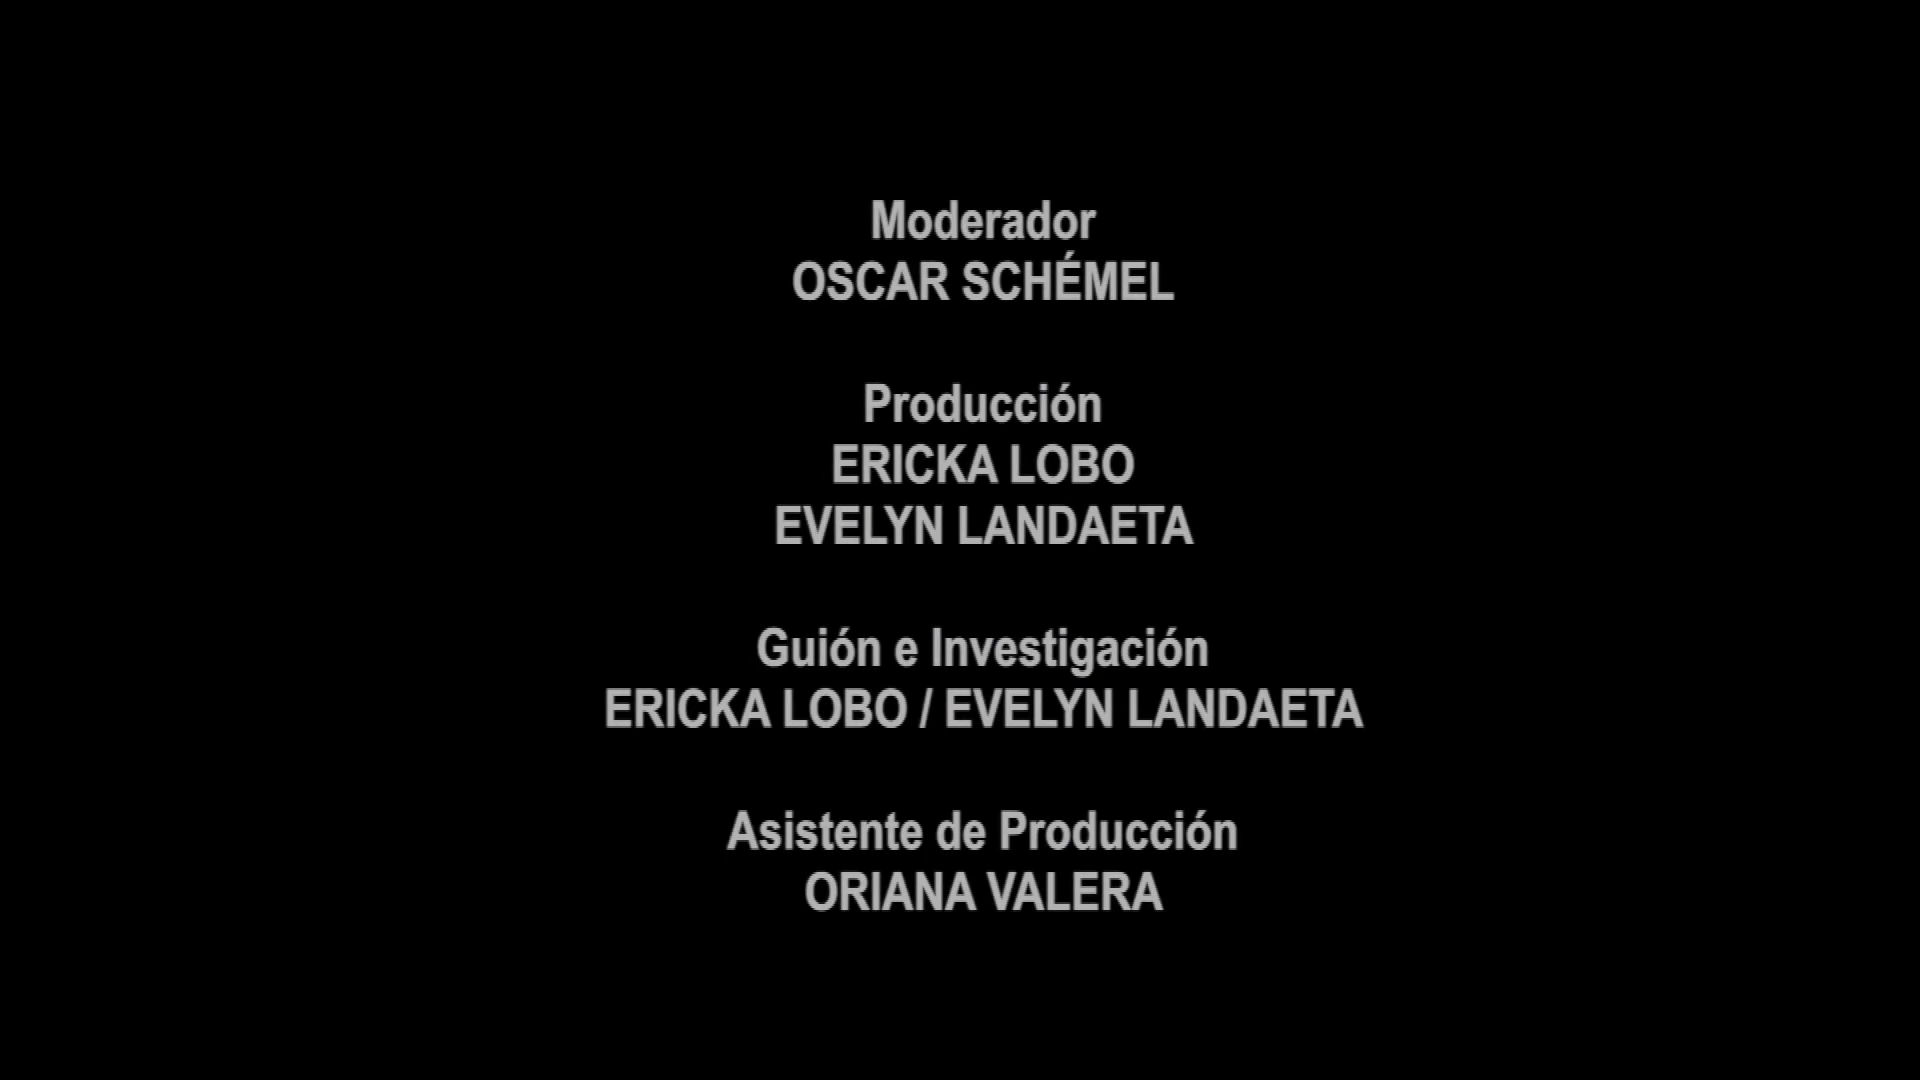 Moderador
OSCAR SCHÉMEL
Producción
ERICKA LOBO
EVELYN LANDAETA
Guión e Investigación
ERICKA LOBO / EVELYN LANDAETA
Asistente de Producción
ORIANA VALERA